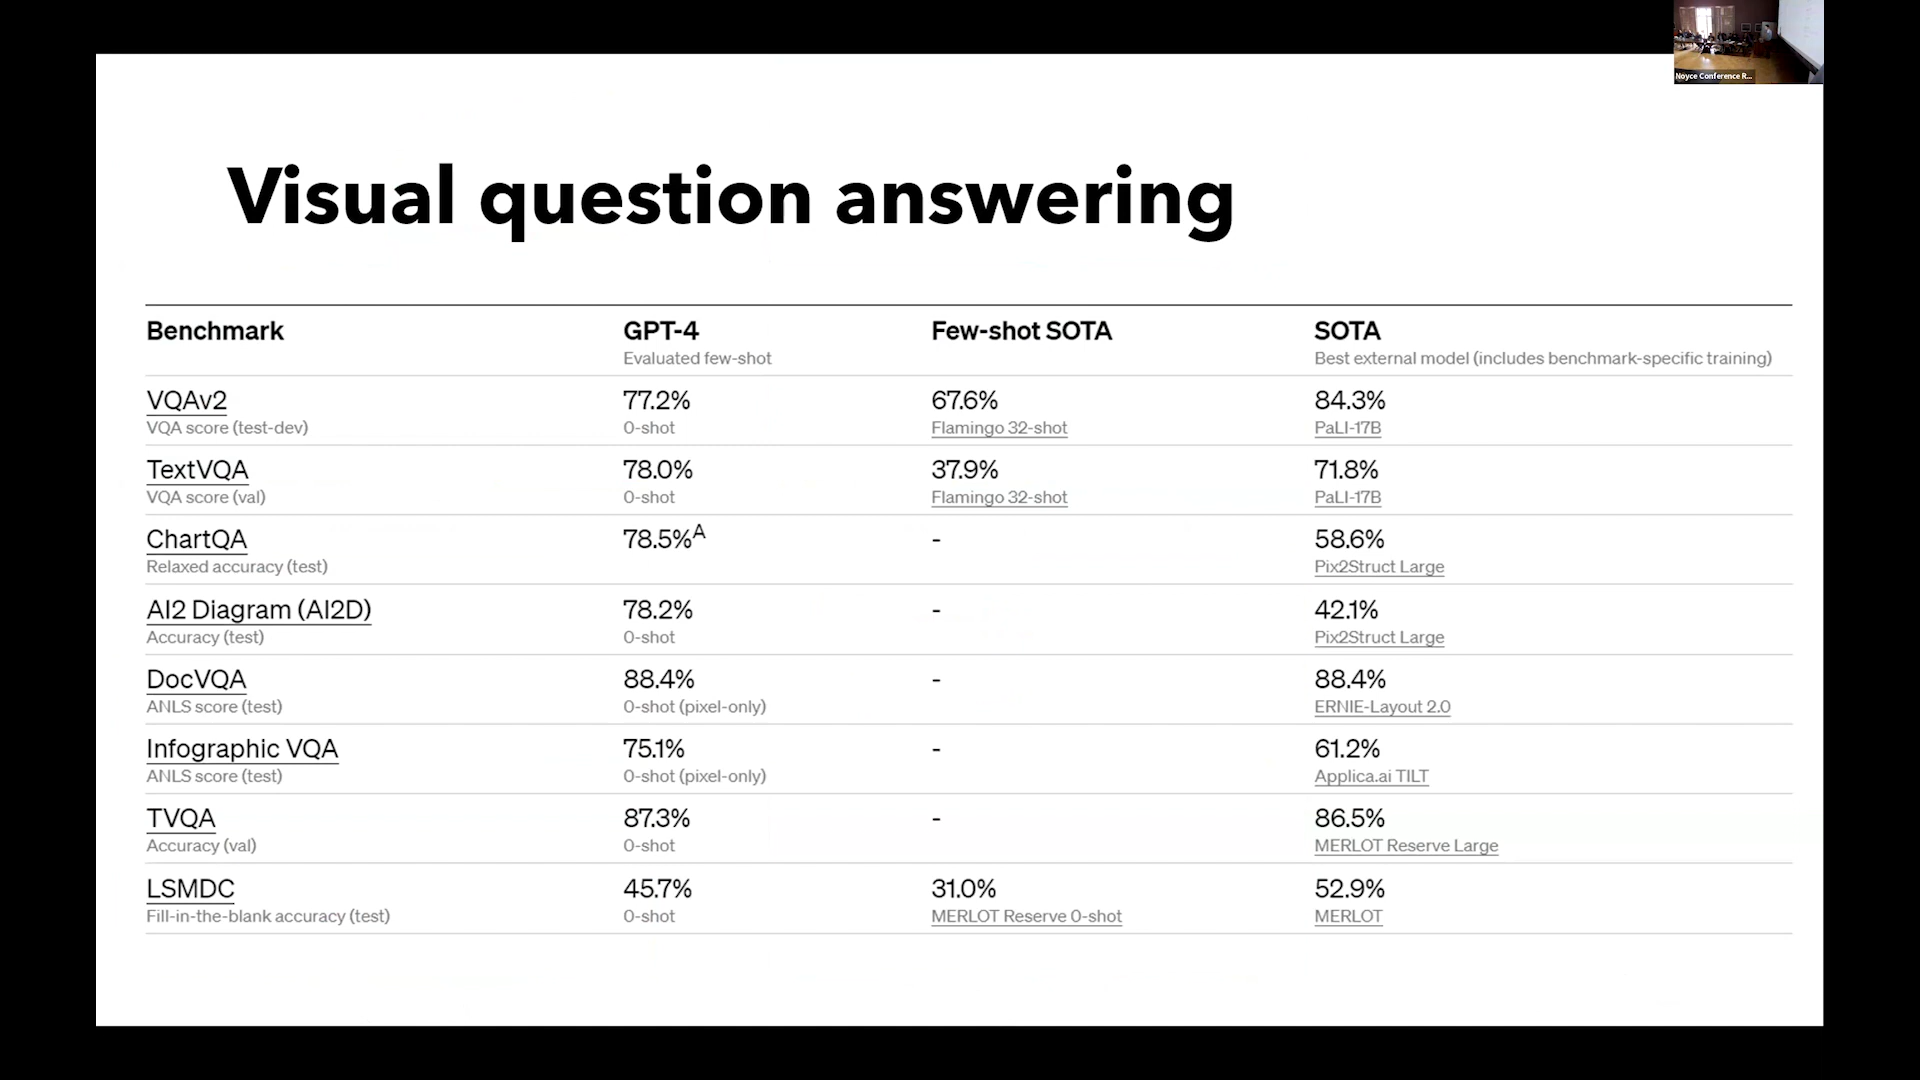 Noyce Conference R...
Visual question answering
Benchmark GPT-4 Few-shot SOTA SOTA
Evaluated few-shot Best external model (includes benchmark-specific training)
VQAv2 77.2% 67.6% 84.3%
VQA score (test-dev) 0-shot Flamingo 32-shot PaLI-17B
TextVQA 78.0% 37.9% 71.8%
VQA score (val) 0-shot Flamingo 32-shot PaLI-17B
ChartQA 78.5%A - 58.6%
Relaxed accuracy (test) Pix2Struct Large
AI2 Diagram (AI2D) 78.2% - 42.1%
Accuracy (test) 0-shot Pix2Struct Large
DocVQA 88.4% - 88.4%
ANLS score (test) 0-shot (pixel-only) ERNIE-Layout 2.0
Infographic VQA 75.1% - 61.2%
ANLS score (test) 0-shot (pixel-only) Applica.ai TILT
TVQA 87.3% - 86.5%
Accuracy (val) 0-shot MERLOT Reserve Large
LSMDC 45.7% 31.0% 52.9%
Fill-in-the-blank accuracy (test) 0-shot MERLOT Reserve 0-shot MERLOT